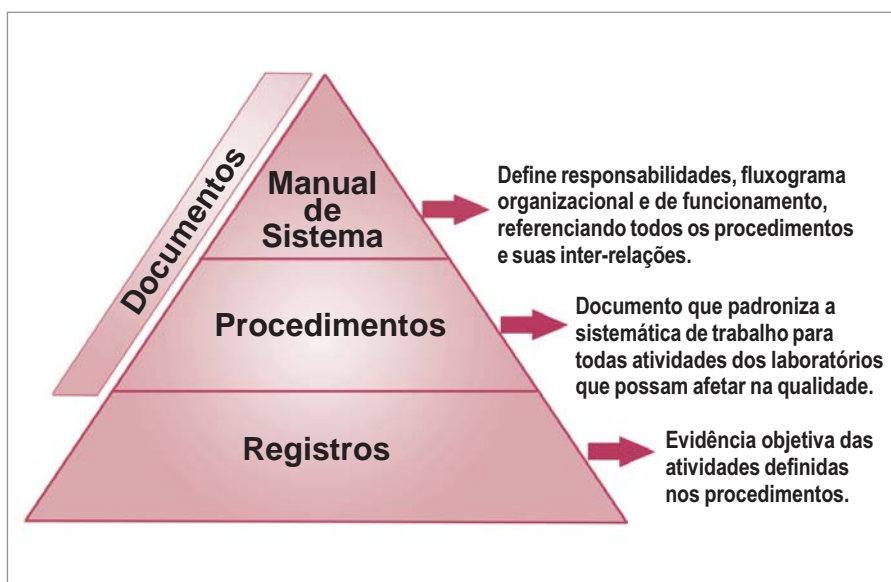 Documentos
Manual
de
Sistema
Define responsabilidades, fluxograma
organizacional e de funcionamento,
referenciando todos os procedimentos
e suas inter-relações.
Procedimentos
Documento que padroniza a
sistemática de trabalho para
todas atividades dos laboratórios
que possam afetar na qualidade.
Registros
Evidência objetiva das
atividades definidas
nos procedimentos.